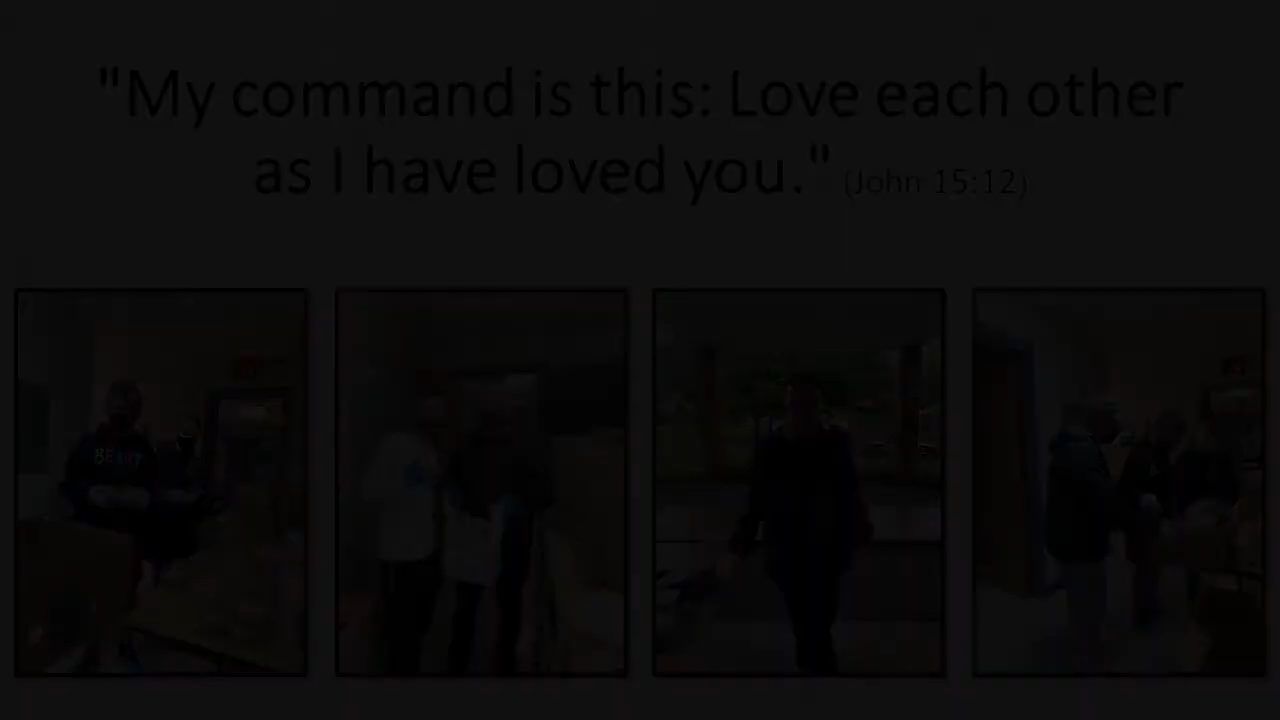 "My command is this: Love each other
as I have loved you." (John 15:12)